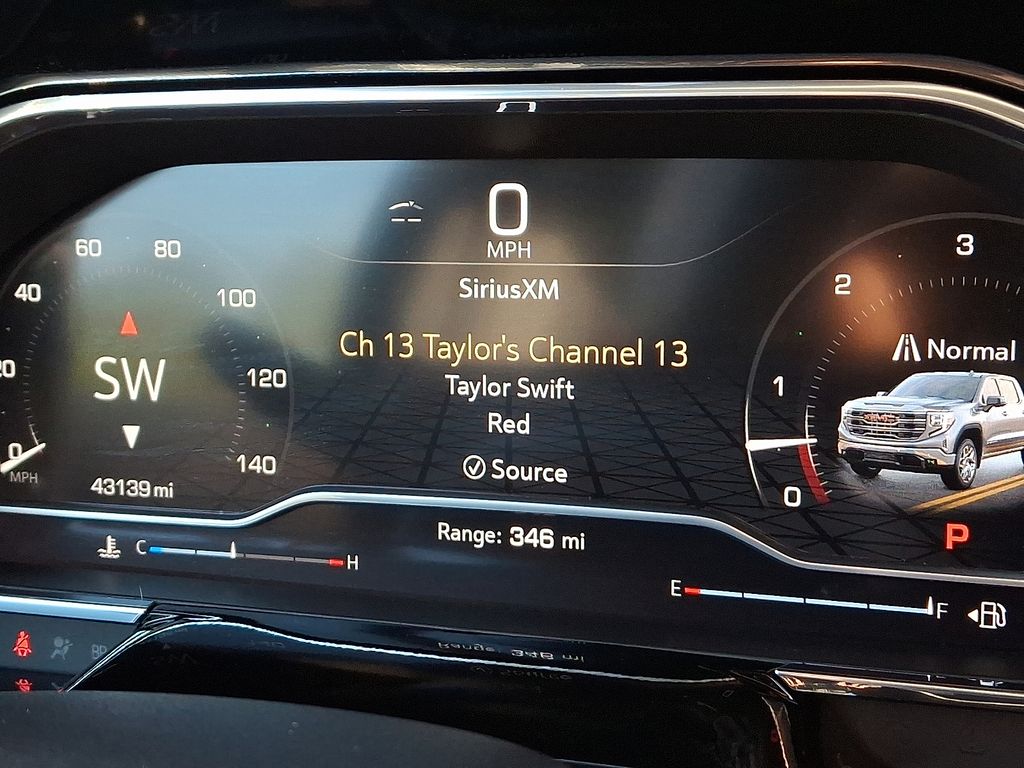 0
MPH
SiriusXM
Ch 13 Taylor's Channel 13
Taylor Swift
Red
Source
60 80
40 100
120
0 140
MPH
SW
43139 mi
3
2
1
0
Normal
GMC
P
Range: 346 mi
C H
E F